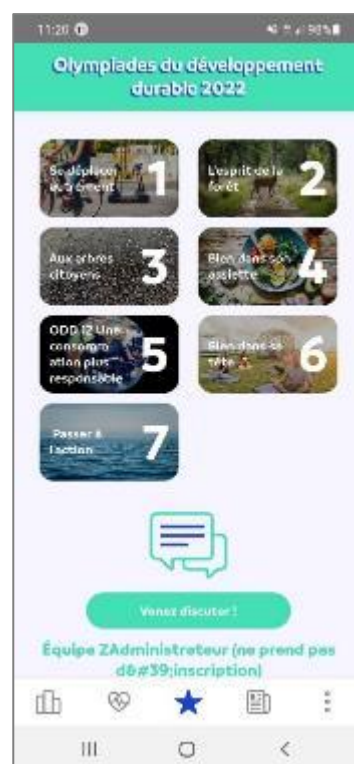 11:20
98%
Olympiades du développement
durable 2022
Se déplacer
autrement
1
L'esprit de la
forêt
2
Aux arbres
citoyens
3
Bien dans son
assiette
4
ODD 12 Une
consomm
ation plus
responsable
5
Bien dans sa
tête
6
Passer à
l'action
7
Venez discuter !
Équipe ZAdministrateur (ne prend pas
d&#39;inscription)